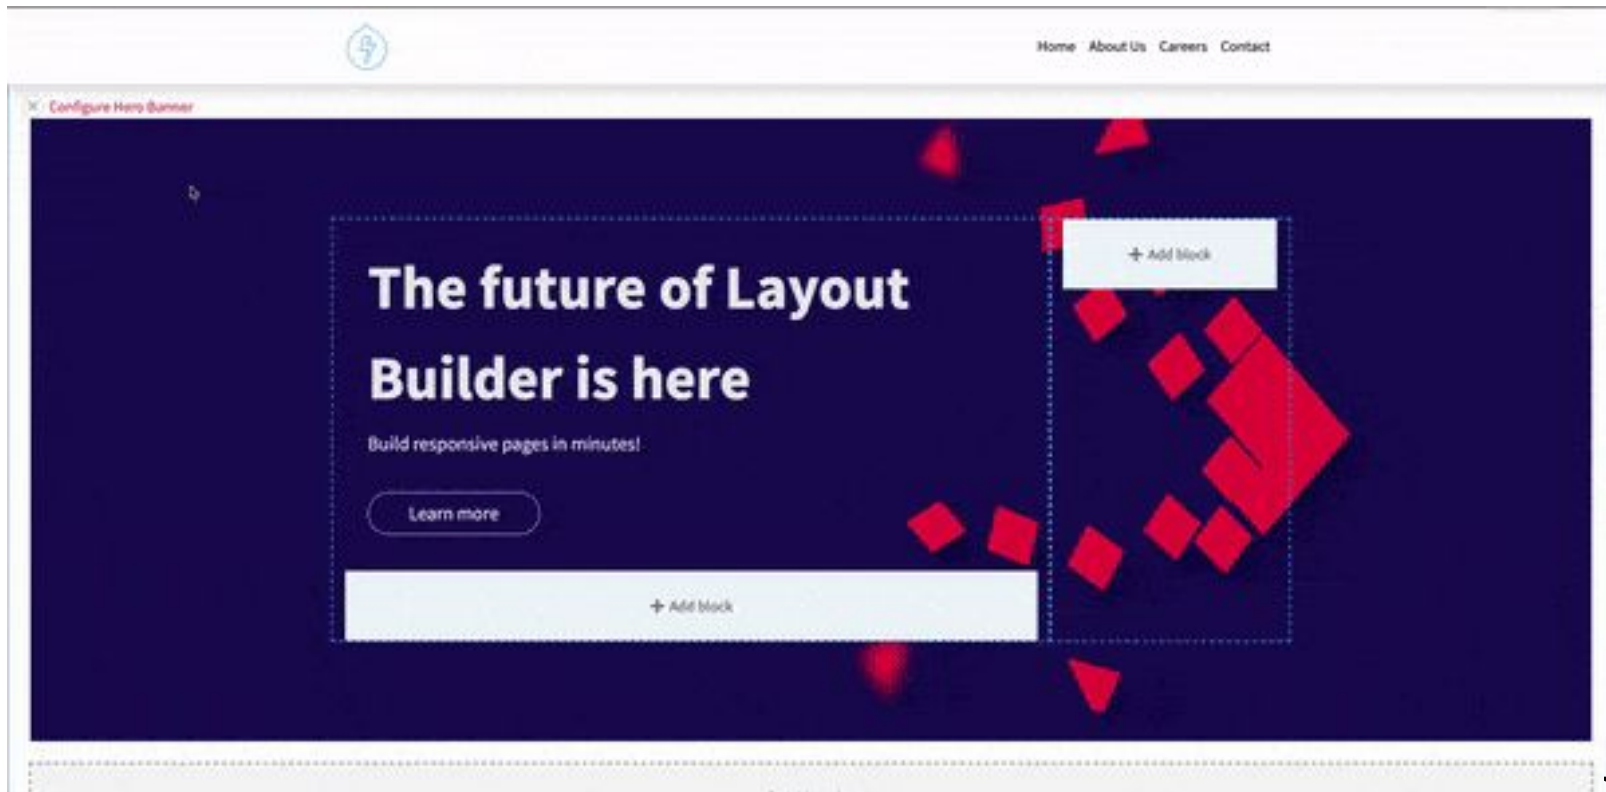 Home About Us Careers Contact
× Configure Hero Banner
+ Add block
The future of Layout
Builder is here
Build responsive pages in minutes!
Learn more
+ Add block